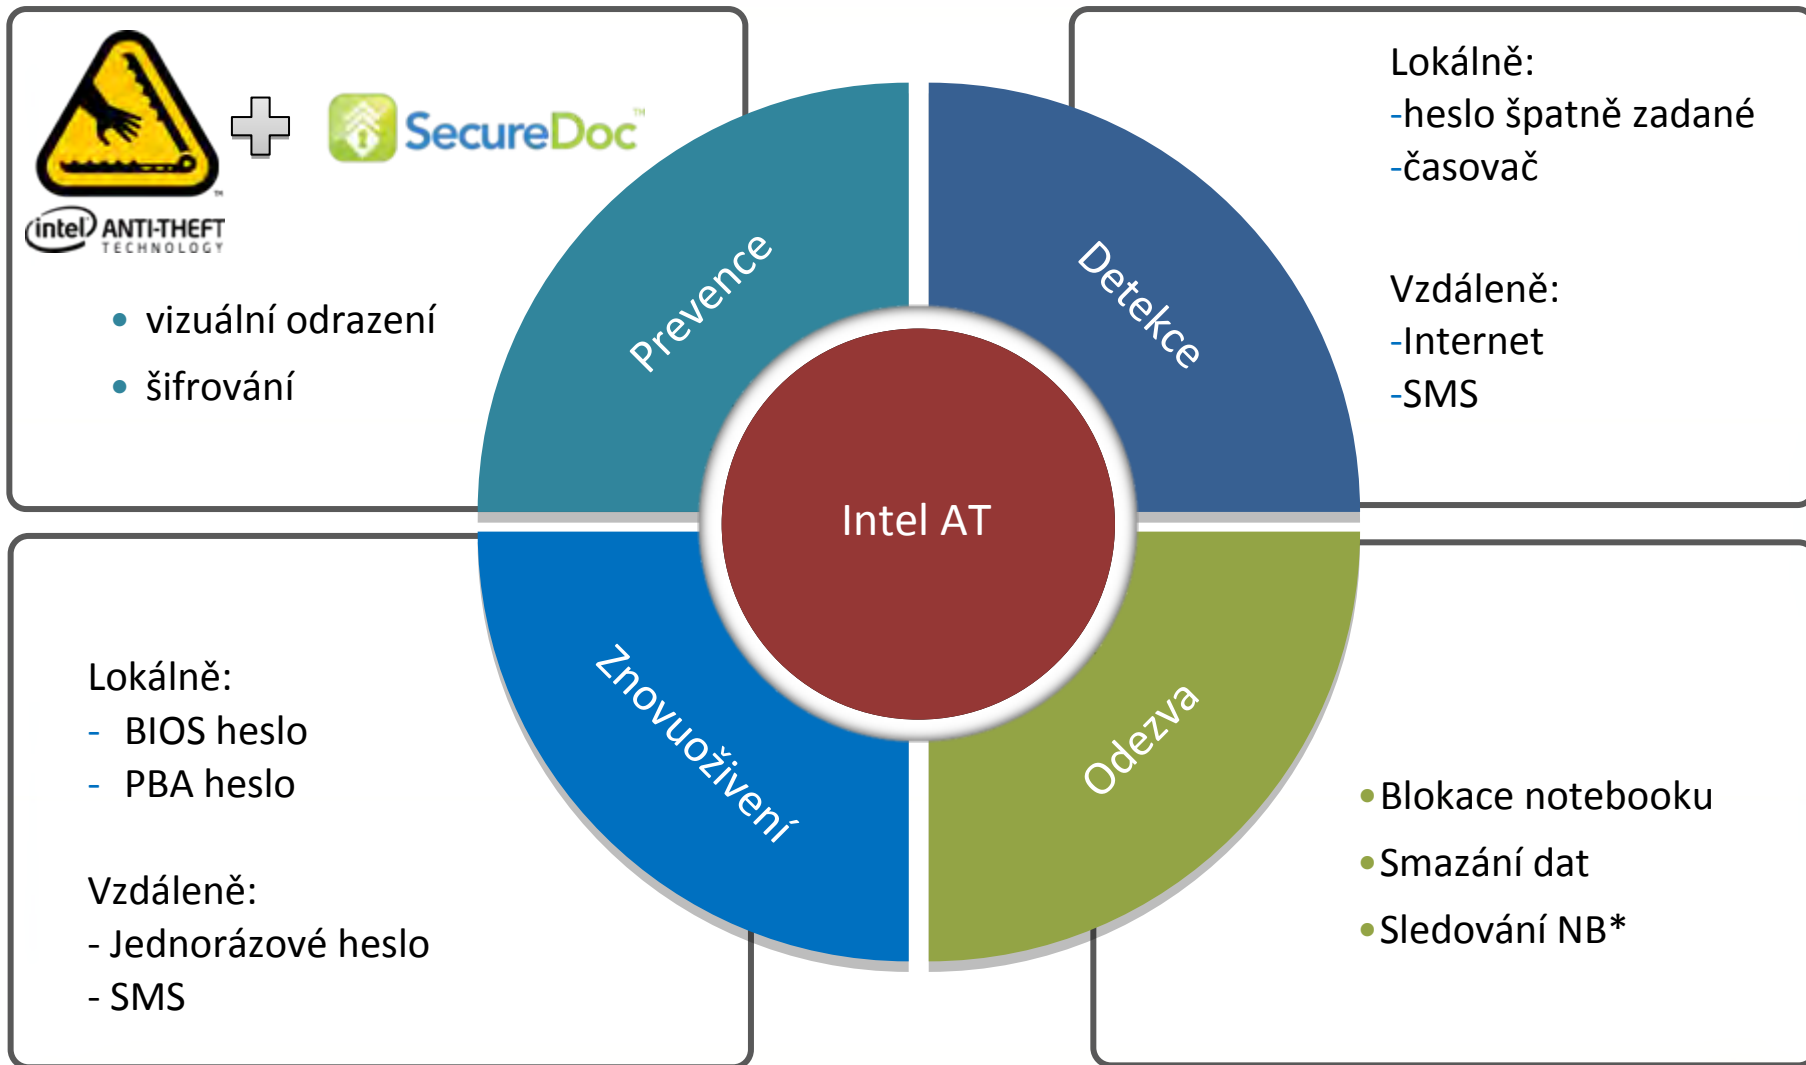 SecureDoc™
intel ANTI-THEFT
TECHNOLOGY
• vizuální odrazení
• šifrování
Prevence
Detekce
Lokálně:
-heslo špatně zadané
-časovač
Vzdáleně:
-Internet
-SMS
Intel AT
Znovuoživení
Lokálně:
- BIOS heslo
- PBA heslo
Vzdáleně:
- Jednorázové heslo
- SMS
Odezva
•Blokace notebooku
•Smazání dat
•Sledování NB*